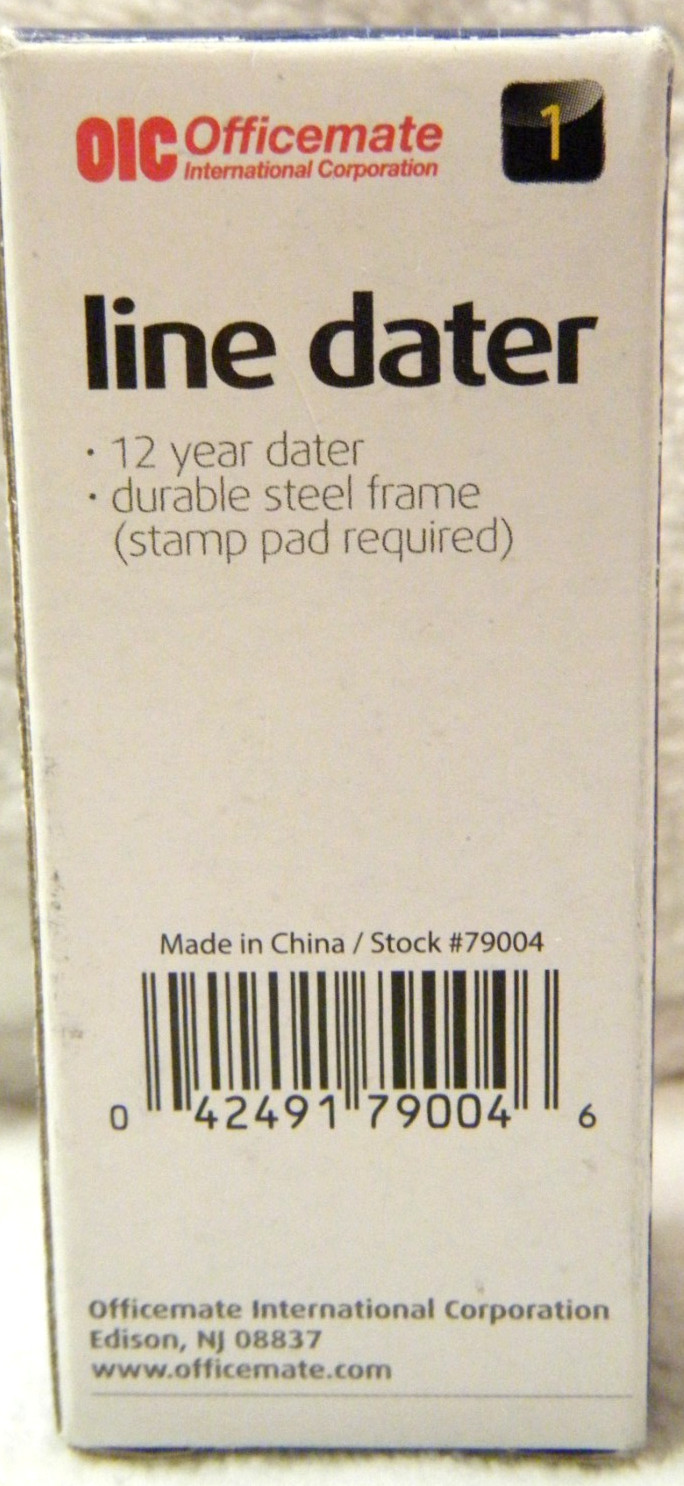 OIC Officemate
International Corporation
1
line dater
· 12 year dater
· durable steel frame
(stamp pad required)
Made in China / Stock #79004
0 42491 79004 6
Officemate International Corporation
Edison, NJ 08837
www.officemate.com